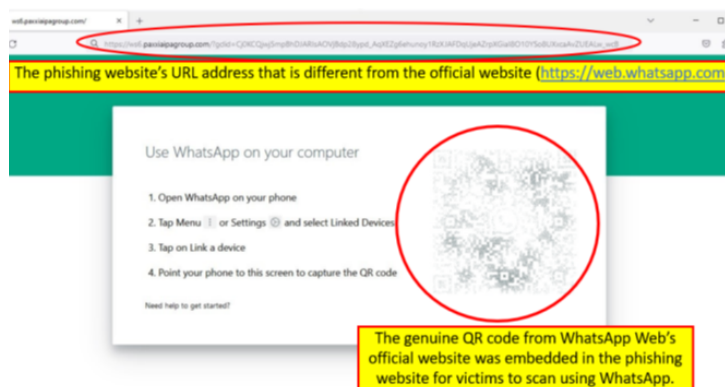 The phishing website's URL address that is different from the official website (https://web.whatsapp.com
Use WhatsApp on your computer
1. Open WhatsApp on your phone
2. Tap Menu or Settings and select Linked Devices
3. Tap on Link a device
4. Point your phone to this screen to capture the QR code
Need help to get started?
The genuine QR code from WhatsApp Web's
official website was embedded in the phishing
website for victims to scan using WhatsApp.